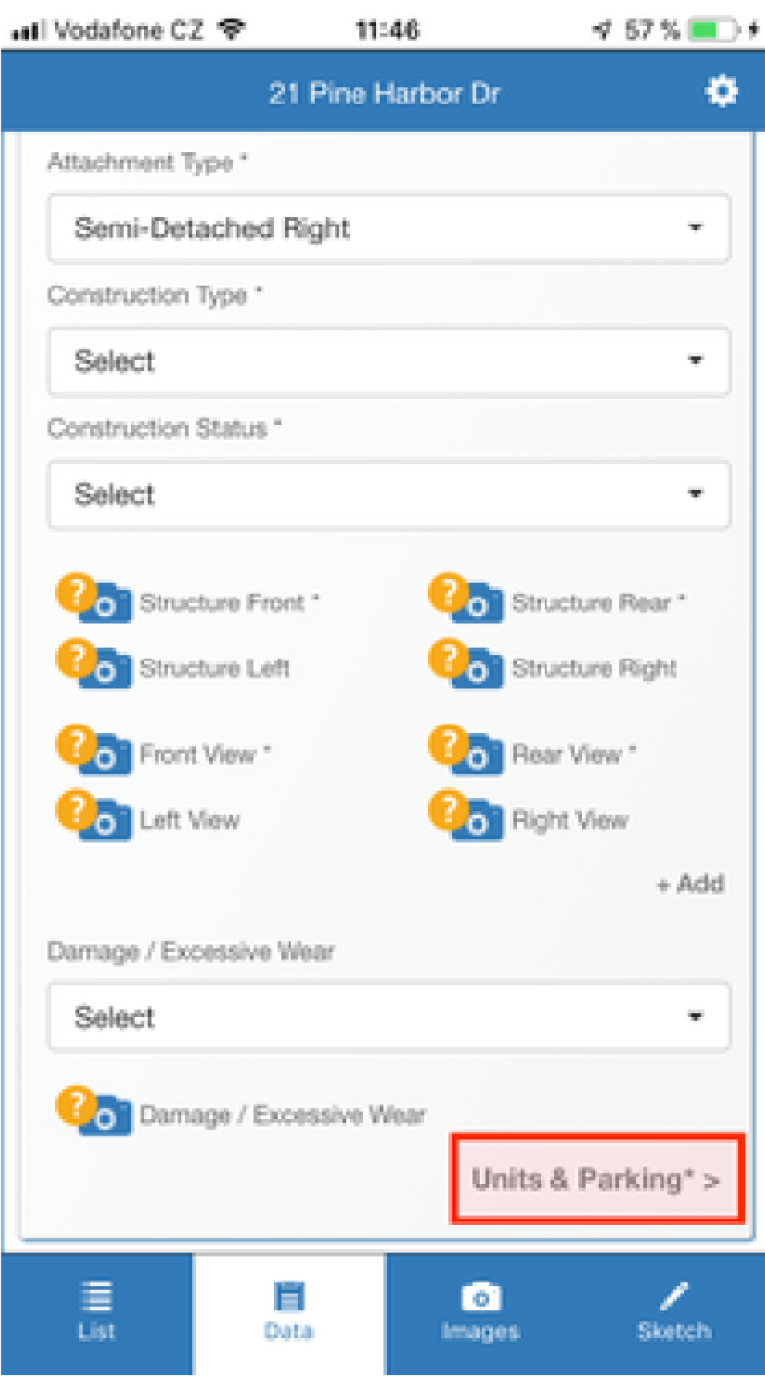 Vodafone CZ 11:46 57 %
21 Pine Harbor Dr
Attachment Type *
Semi-Detached Right
Construction Type *
Select
Construction Status *
Select
? Structure Front * ? Structure Rear *
? Structure Left ? Structure Right
? Front View * ? Rear View *
? Left View ? Right View
+ Add
Damage / Excessive Wear
Select
? Damage / Excessive Wear
Units & Parking* >
List Data Images Sketch